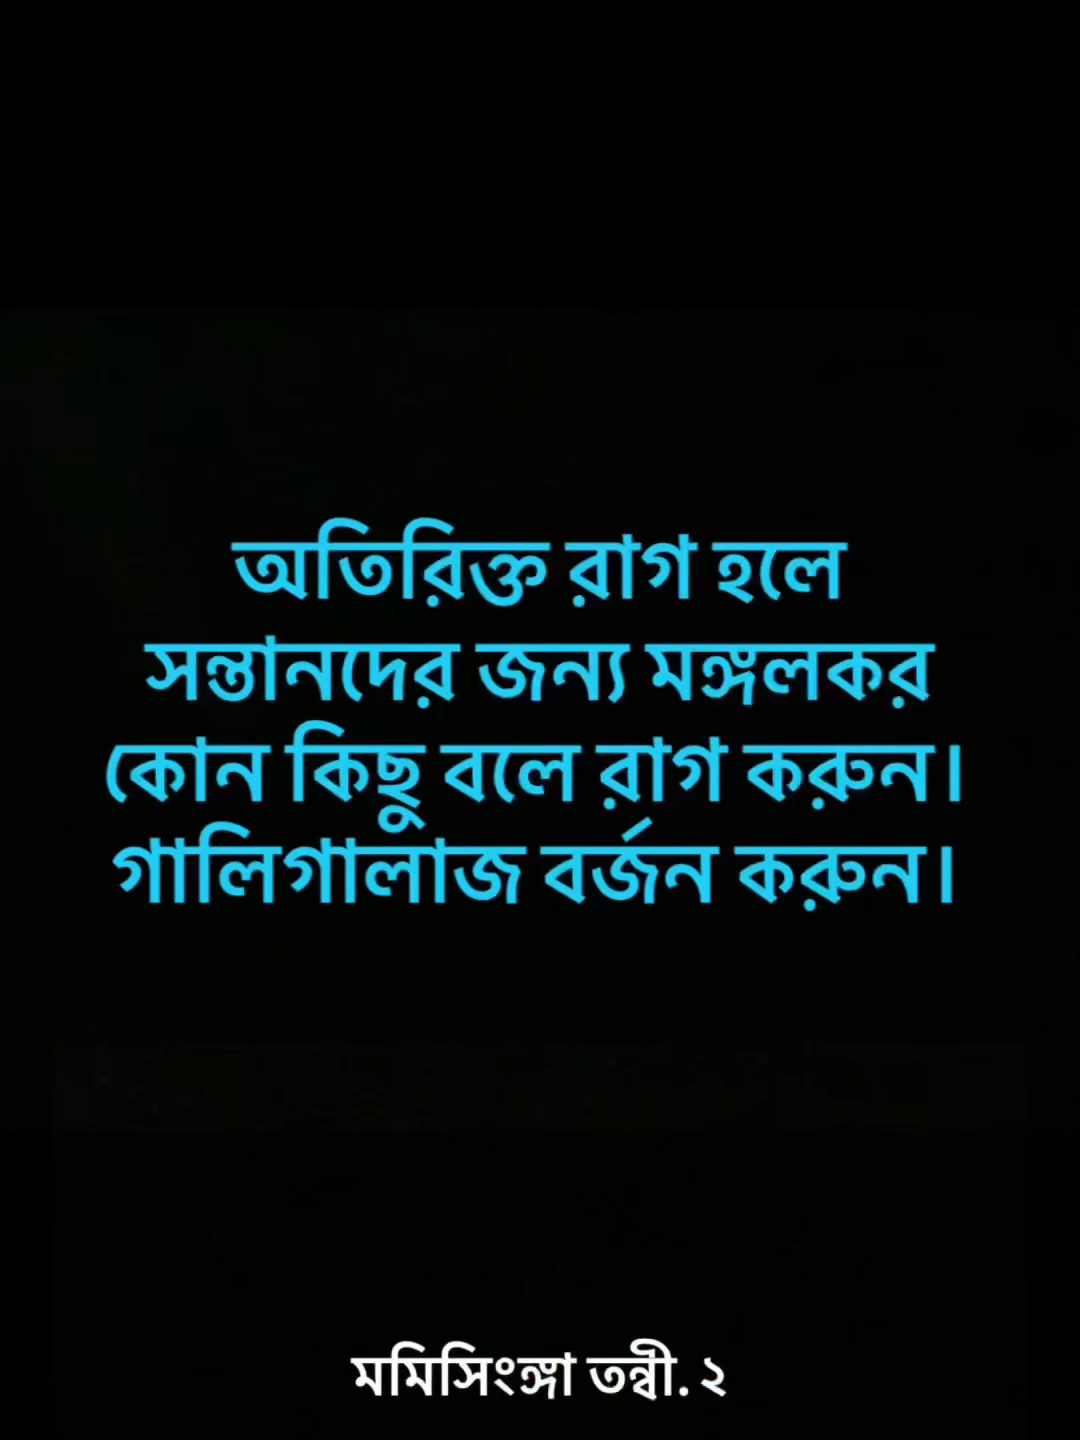 অতিরিক্ত রাগ হলে
সন্তানদের জন্য মঙ্গলকর
কোন কিছু বলে রাগ করুন।
গালিগালাজ বর্জন করুন।
মমিসিংঙ্গা তন্বী. ২